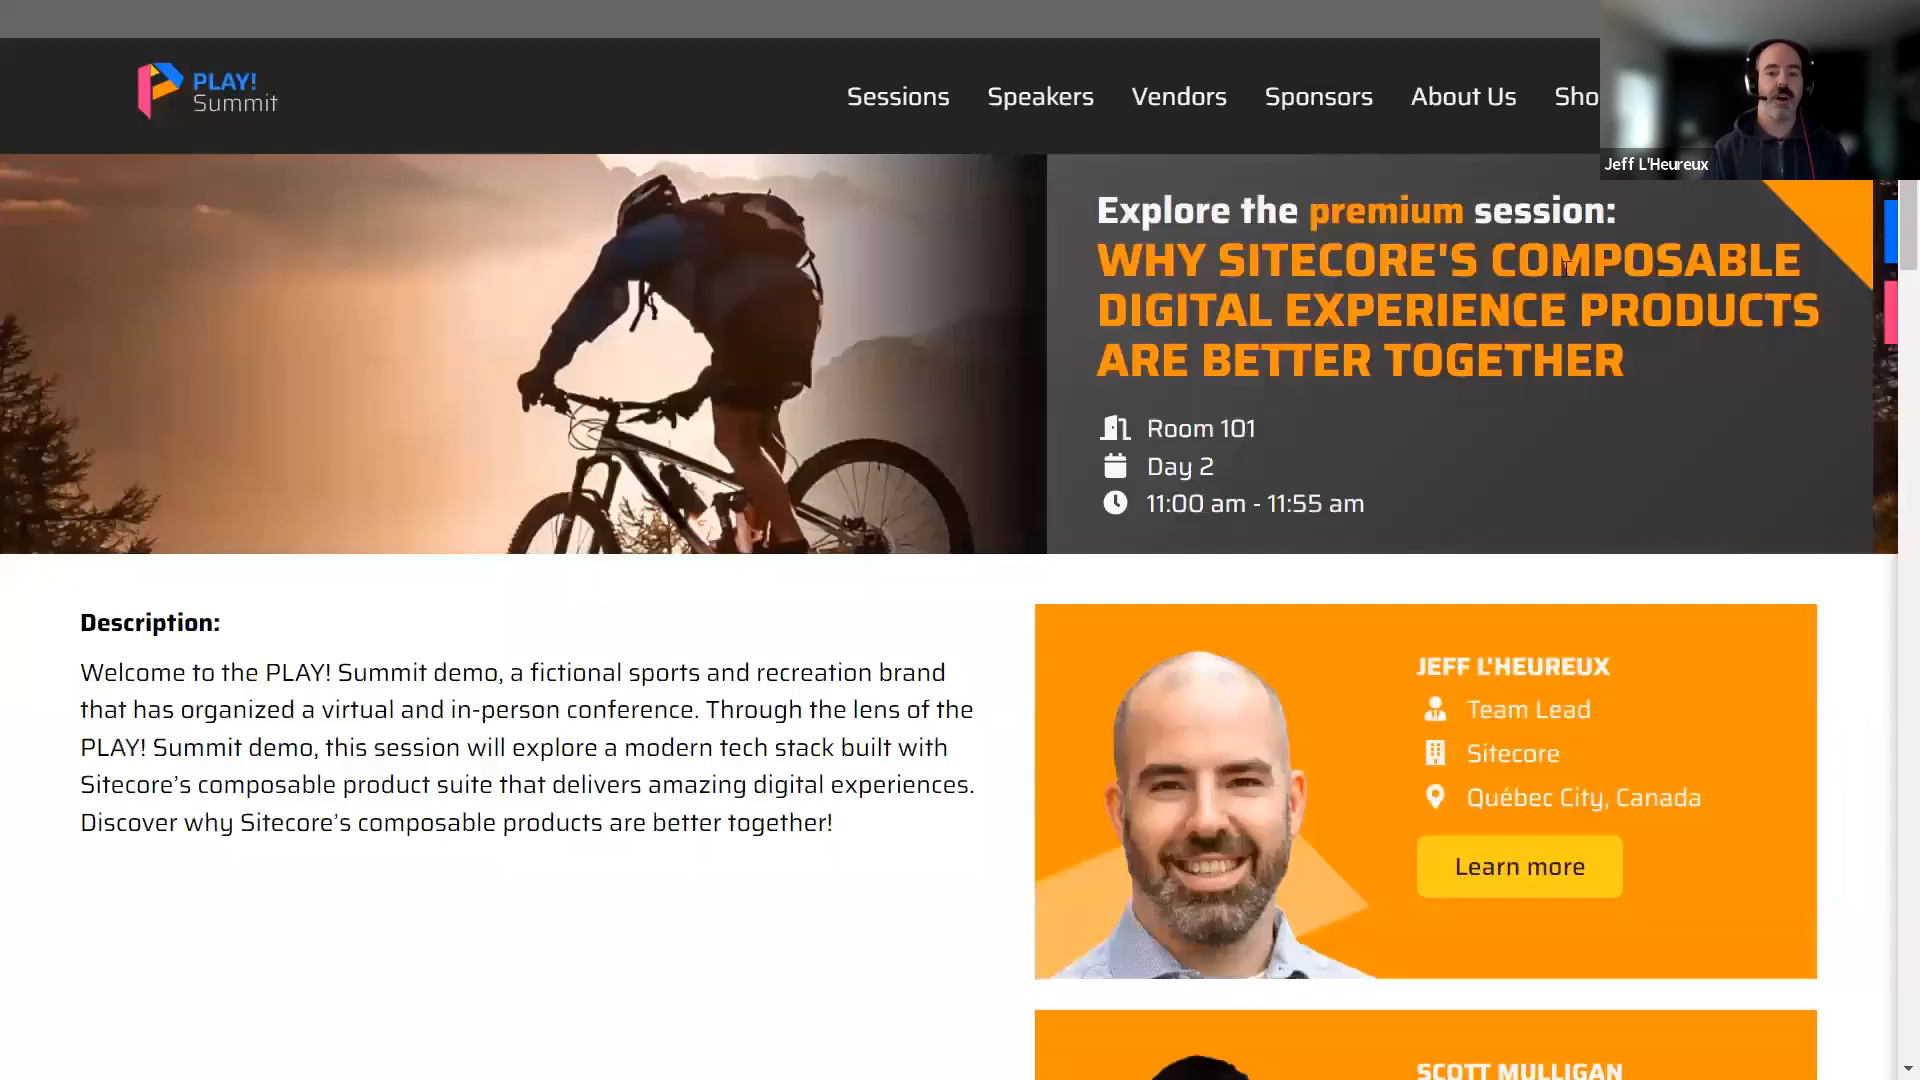 PLAY!
Summit
Sessions
Speakers
Vendors
Sponsors
About Us
Sho
Jeff L'Heureux
Explore the premium session:
WHY SITECORE'S COMPOSABLE
DIGITAL EXPERIENCE PRODUCTS
ARE BETTER TOGETHER
Room 101
Day 2
11:00 am - 11:55 am
Description:
Welcome to the PLAY! Summit demo, a fictional sports and recreation brand
that has organized a virtual and in-person conference. Through the lens of the
PLAY! Summit demo, this session will explore a modern tech stack built with
Sitecore’s composable product suite that delivers amazing digital experiences.
Discover why Sitecore’s composable products are better together!
JEFF L'HEUREUX
Team Lead
Sitecore
Québec City, Canada
Learn more
SCOTT MULLIGAN